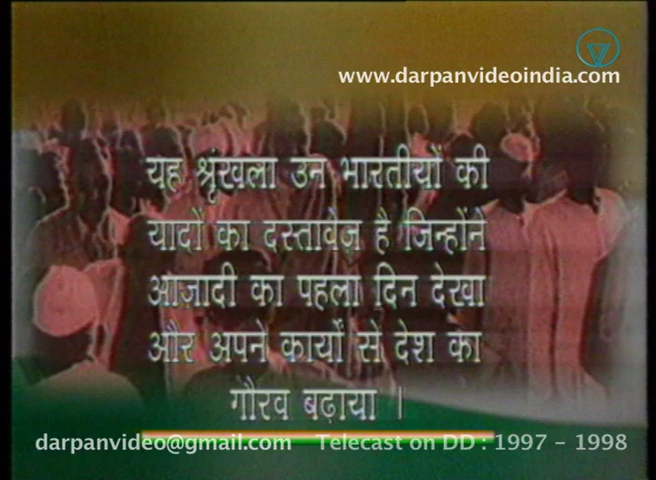 www.darpanvideoindia.com
यह श्रृंखला उन भारतीयों की
यादों का दस्तावेज़ है जिन्होंने
आज़ादी का पहला दिन देखा
और अपने कार्यों से देश का
गौरव बढ़ाया ।
darpanvideo@gmail.com Telecast on DD : 1997 - 1998